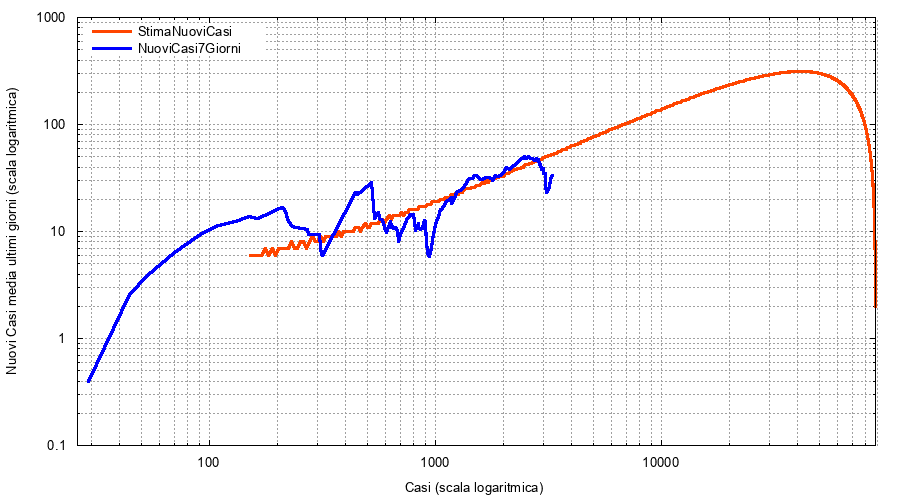 1000
StimaNuoviCasi
NuoviCasi7Giorni
100
10
1
0.1
Nuovi Casi media ultimi giorni (scala logaritmica)
100
1000
10000
Casi (scala logaritmica)